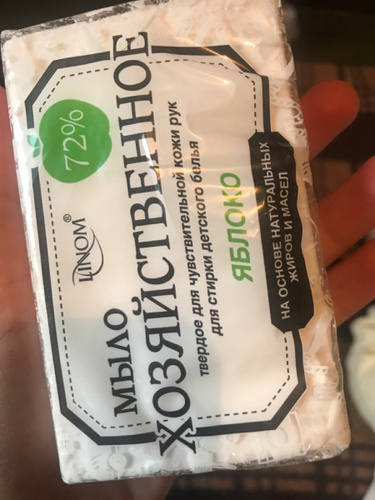 72%
LINOM®
МЫЛО
ХОЗЯЙСТВЕННОЕ
твердое для чувствительной кожи рук
для стирки детского белья
ЯБЛОКО
НА ОСНОВЕ НАТУРАЛЬНЫХ
ЖИРОВ И МАСЕЛ